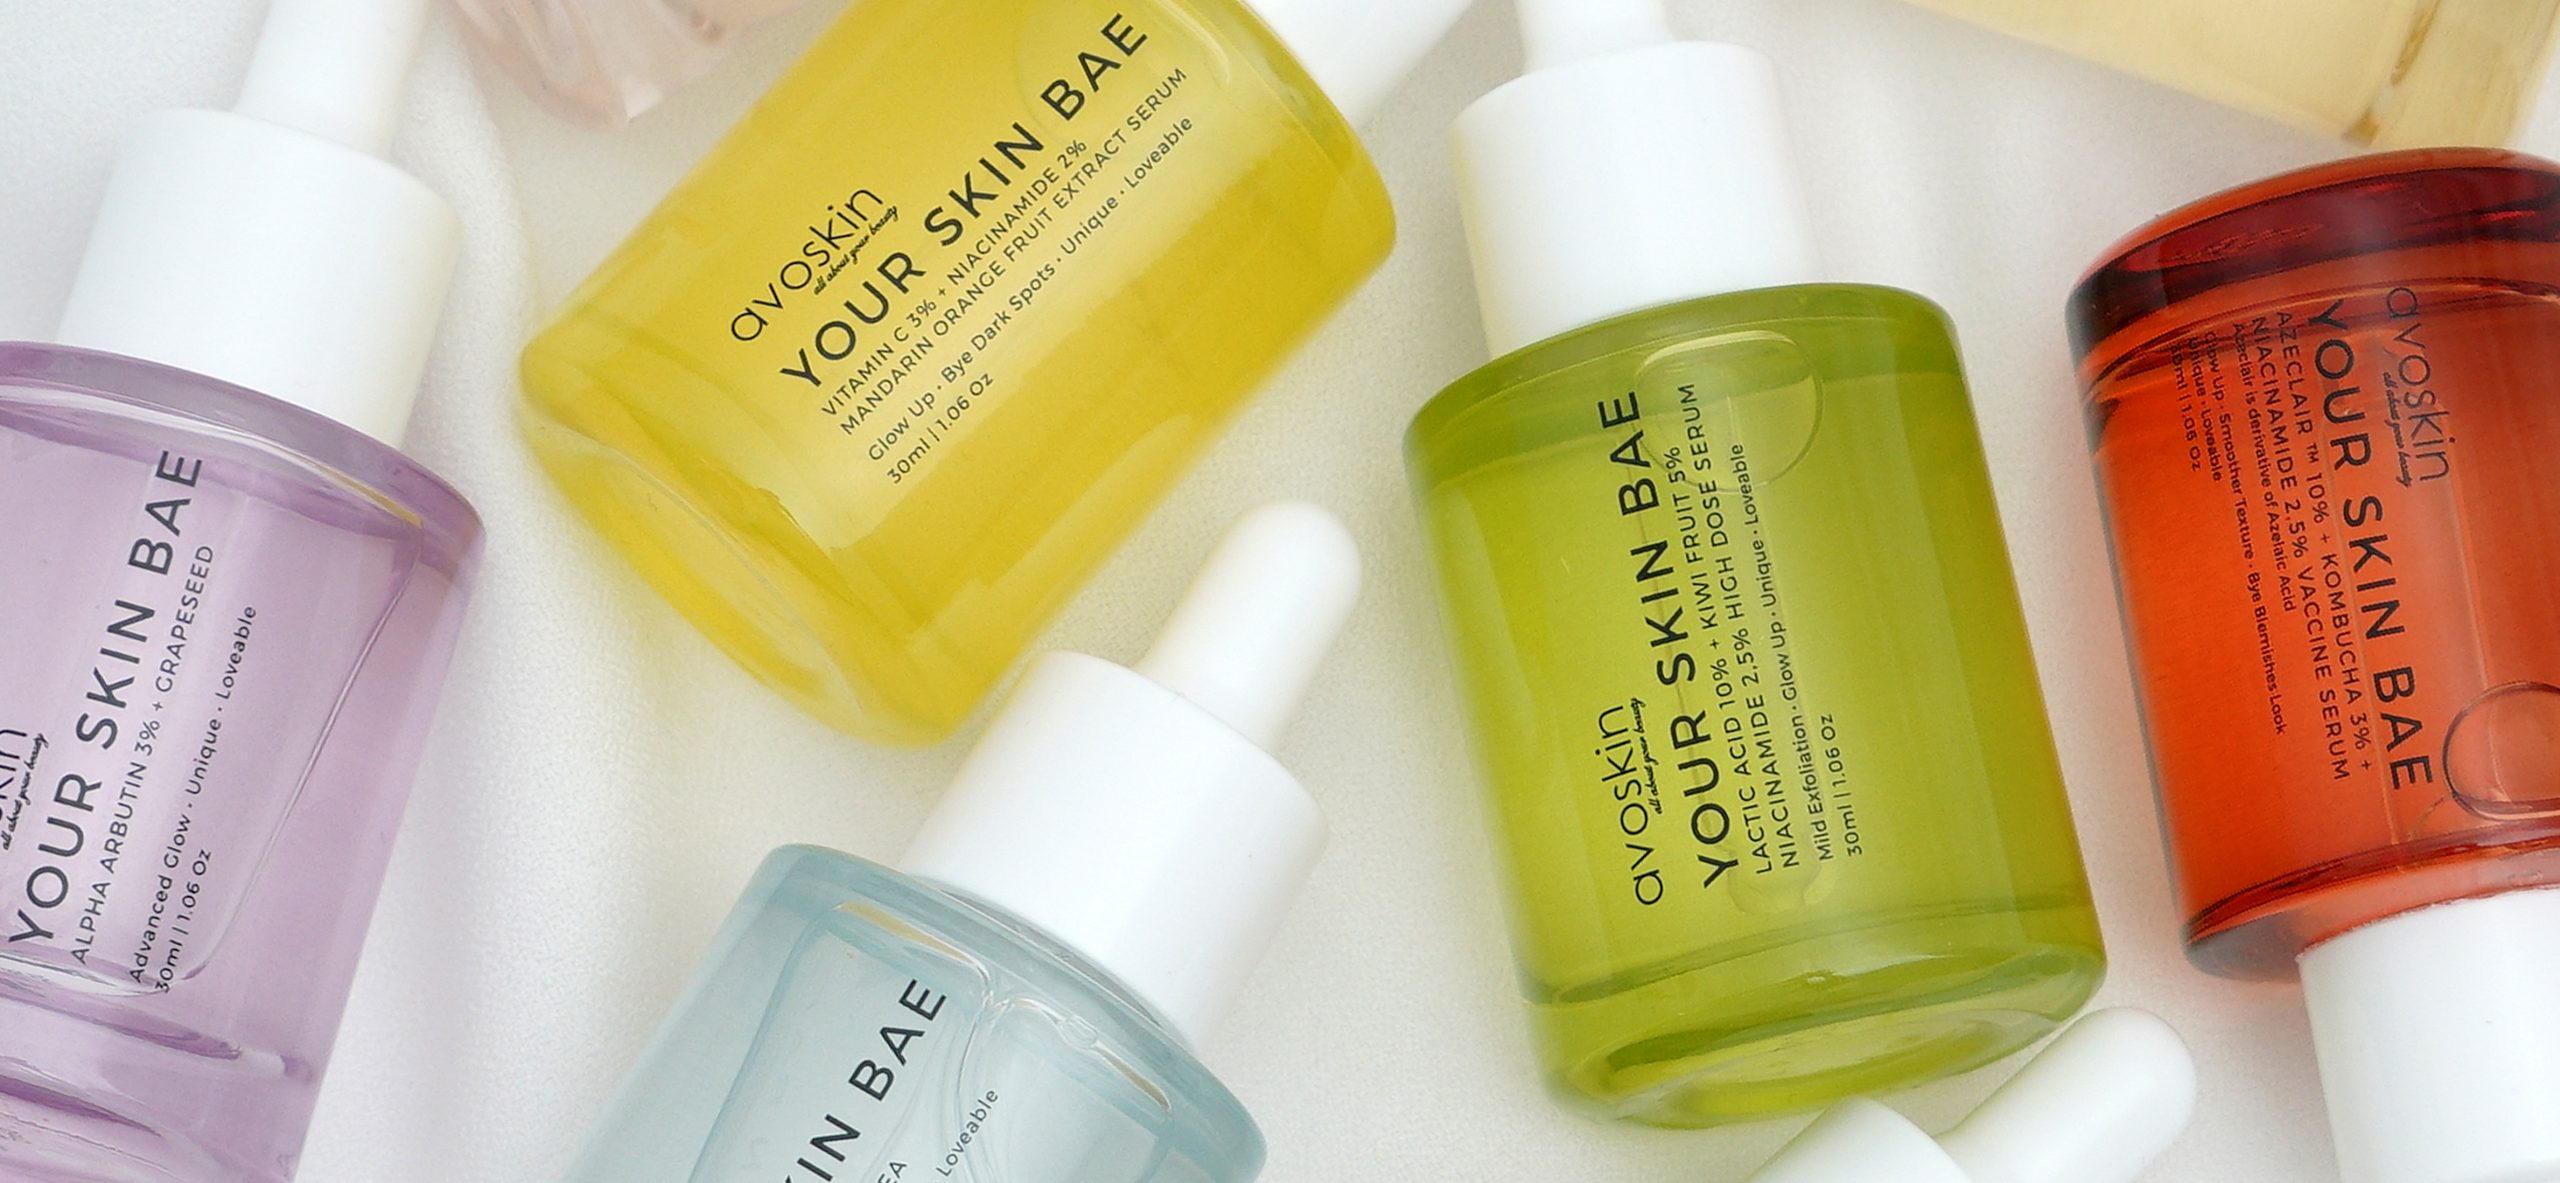 avoskin
all about your beauty
YOUR SKIN BAE
VITAMIN C 3% + NIACINAMIDE 2%
MANDARIN ORANGE FRUIT EXTRACT SERUM
Glow Up · Bye Dark Spots · Unique · Loveable
30ml | 1.06 Oz
all about your beauty
YOUR SKIN BAE
ALPHA ARBUTIN 3% + GRAPESEED
Advanced Glow · Unique · Loveable
30ml | 1.06 Oz
BAE
Loveable
avoskin
all about your beauty
YOUR SKIN BAE
LACTIC ACID 10% + KIWI FRUIT 5%
NIACINAMIDE 2.5% HIGH DOSE SERUM
Mild Exfoliation · Glow Up · Unique · Loveable
30ml | 1.06 Oz
avoskin
all about your beauty
YOUR SKIN BAE
AZECLAIR ™ 10% + KOMBUCHA 3% +
NIACINAMIDE 2.5% VACCINE SERUM
Azeclair is derivative of Azelaic Acid
Glow Up · Smoother Texture · Bye Blemishes Look
Unique · Loveable
30ml | 1.06 Oz